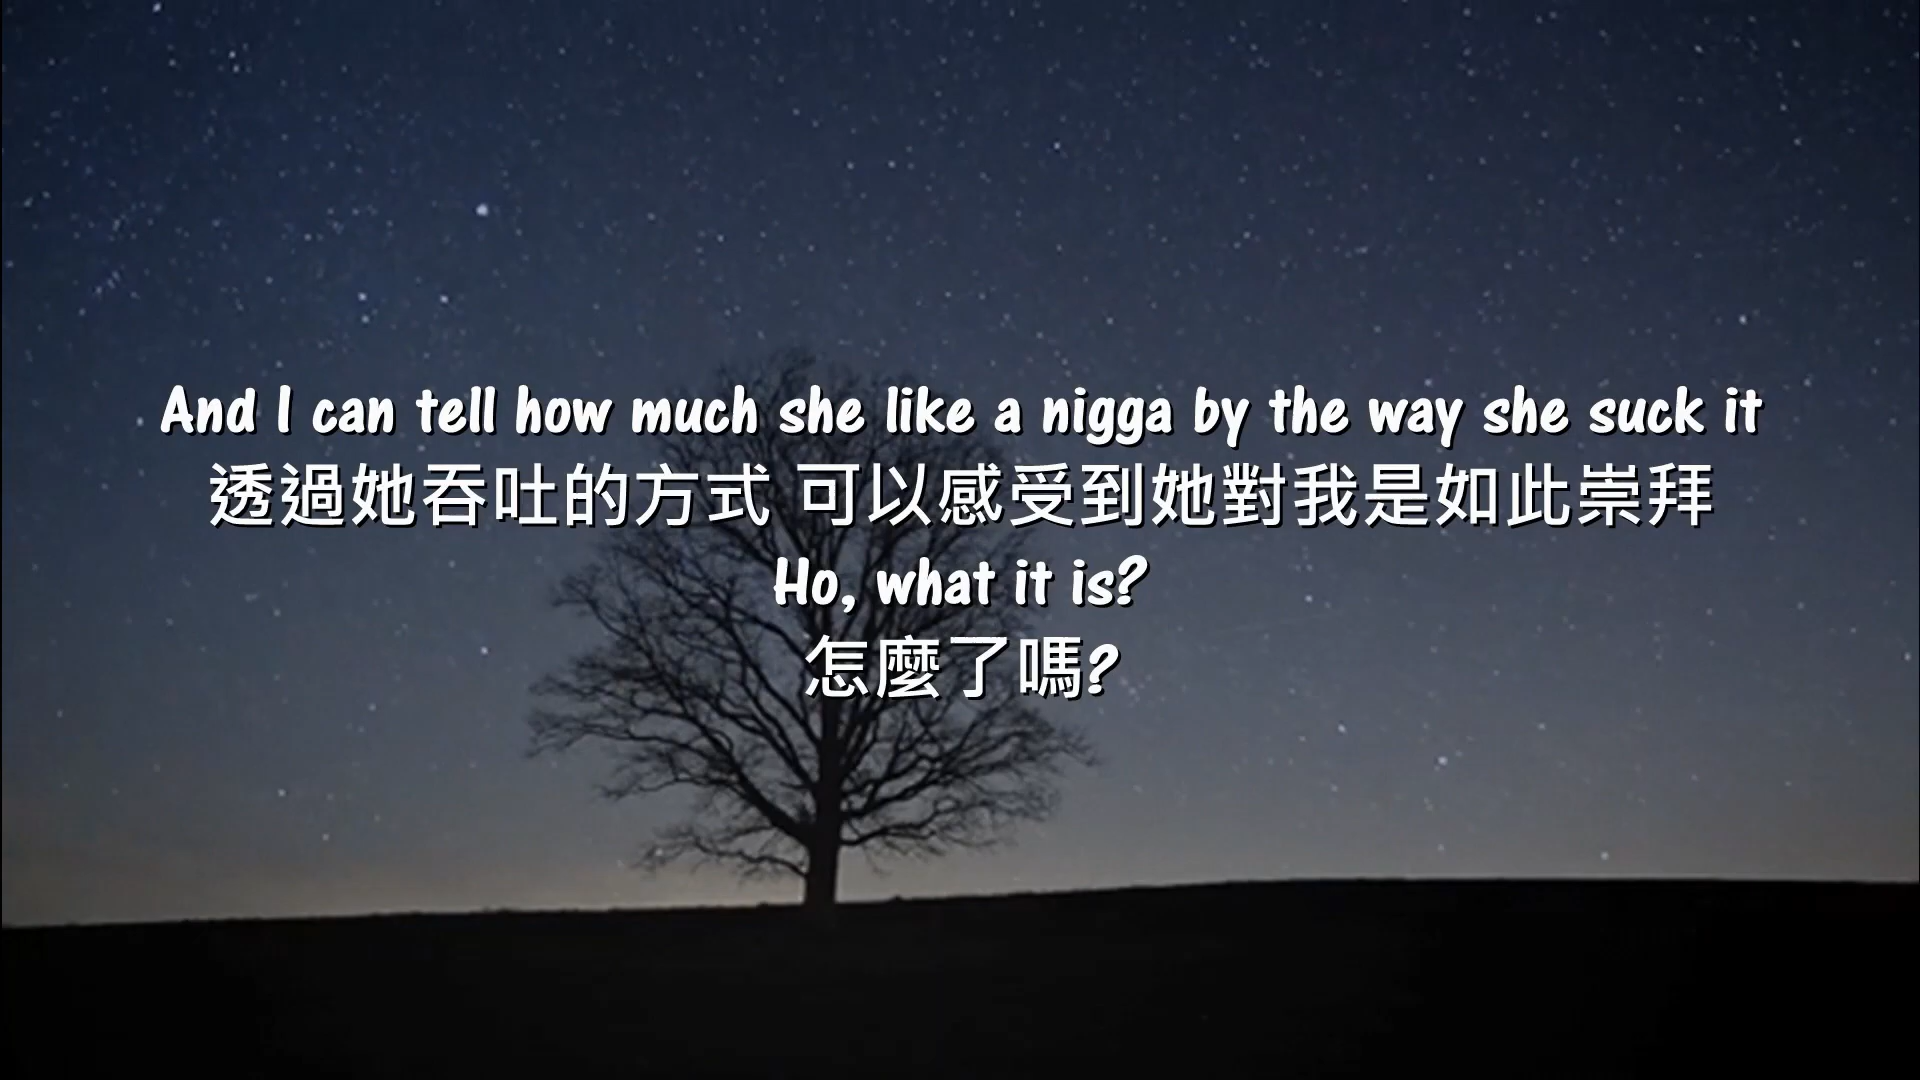 And I can tell how much she like a nigga by the way she suck it
透過她吞吐的方式 可以感受到她對我是如此崇拜
Ho, what it is?
怎麼了嗎?